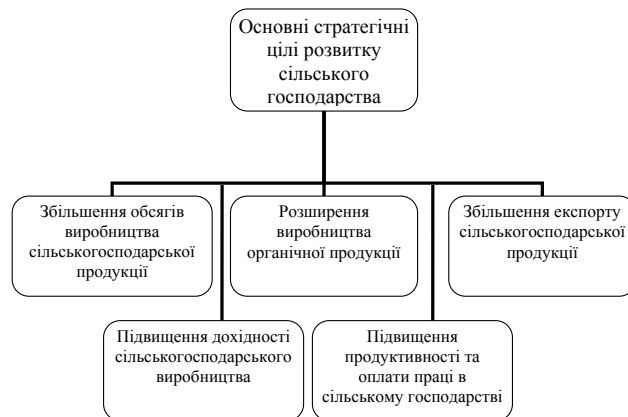 Основні стратегічні
цілі розвитку
сільського
господарства
Збільшення обсягів
виробництва
сільськогосподарської
продукції
Розширення
виробництва
органічної продукції
Збільшення експорту
сільськогосподарської
продукції
Підвищення дохідності
сільськогосподарського
виробництва
Підвищення
продуктивності та
оплати праці в
сільському господарстві